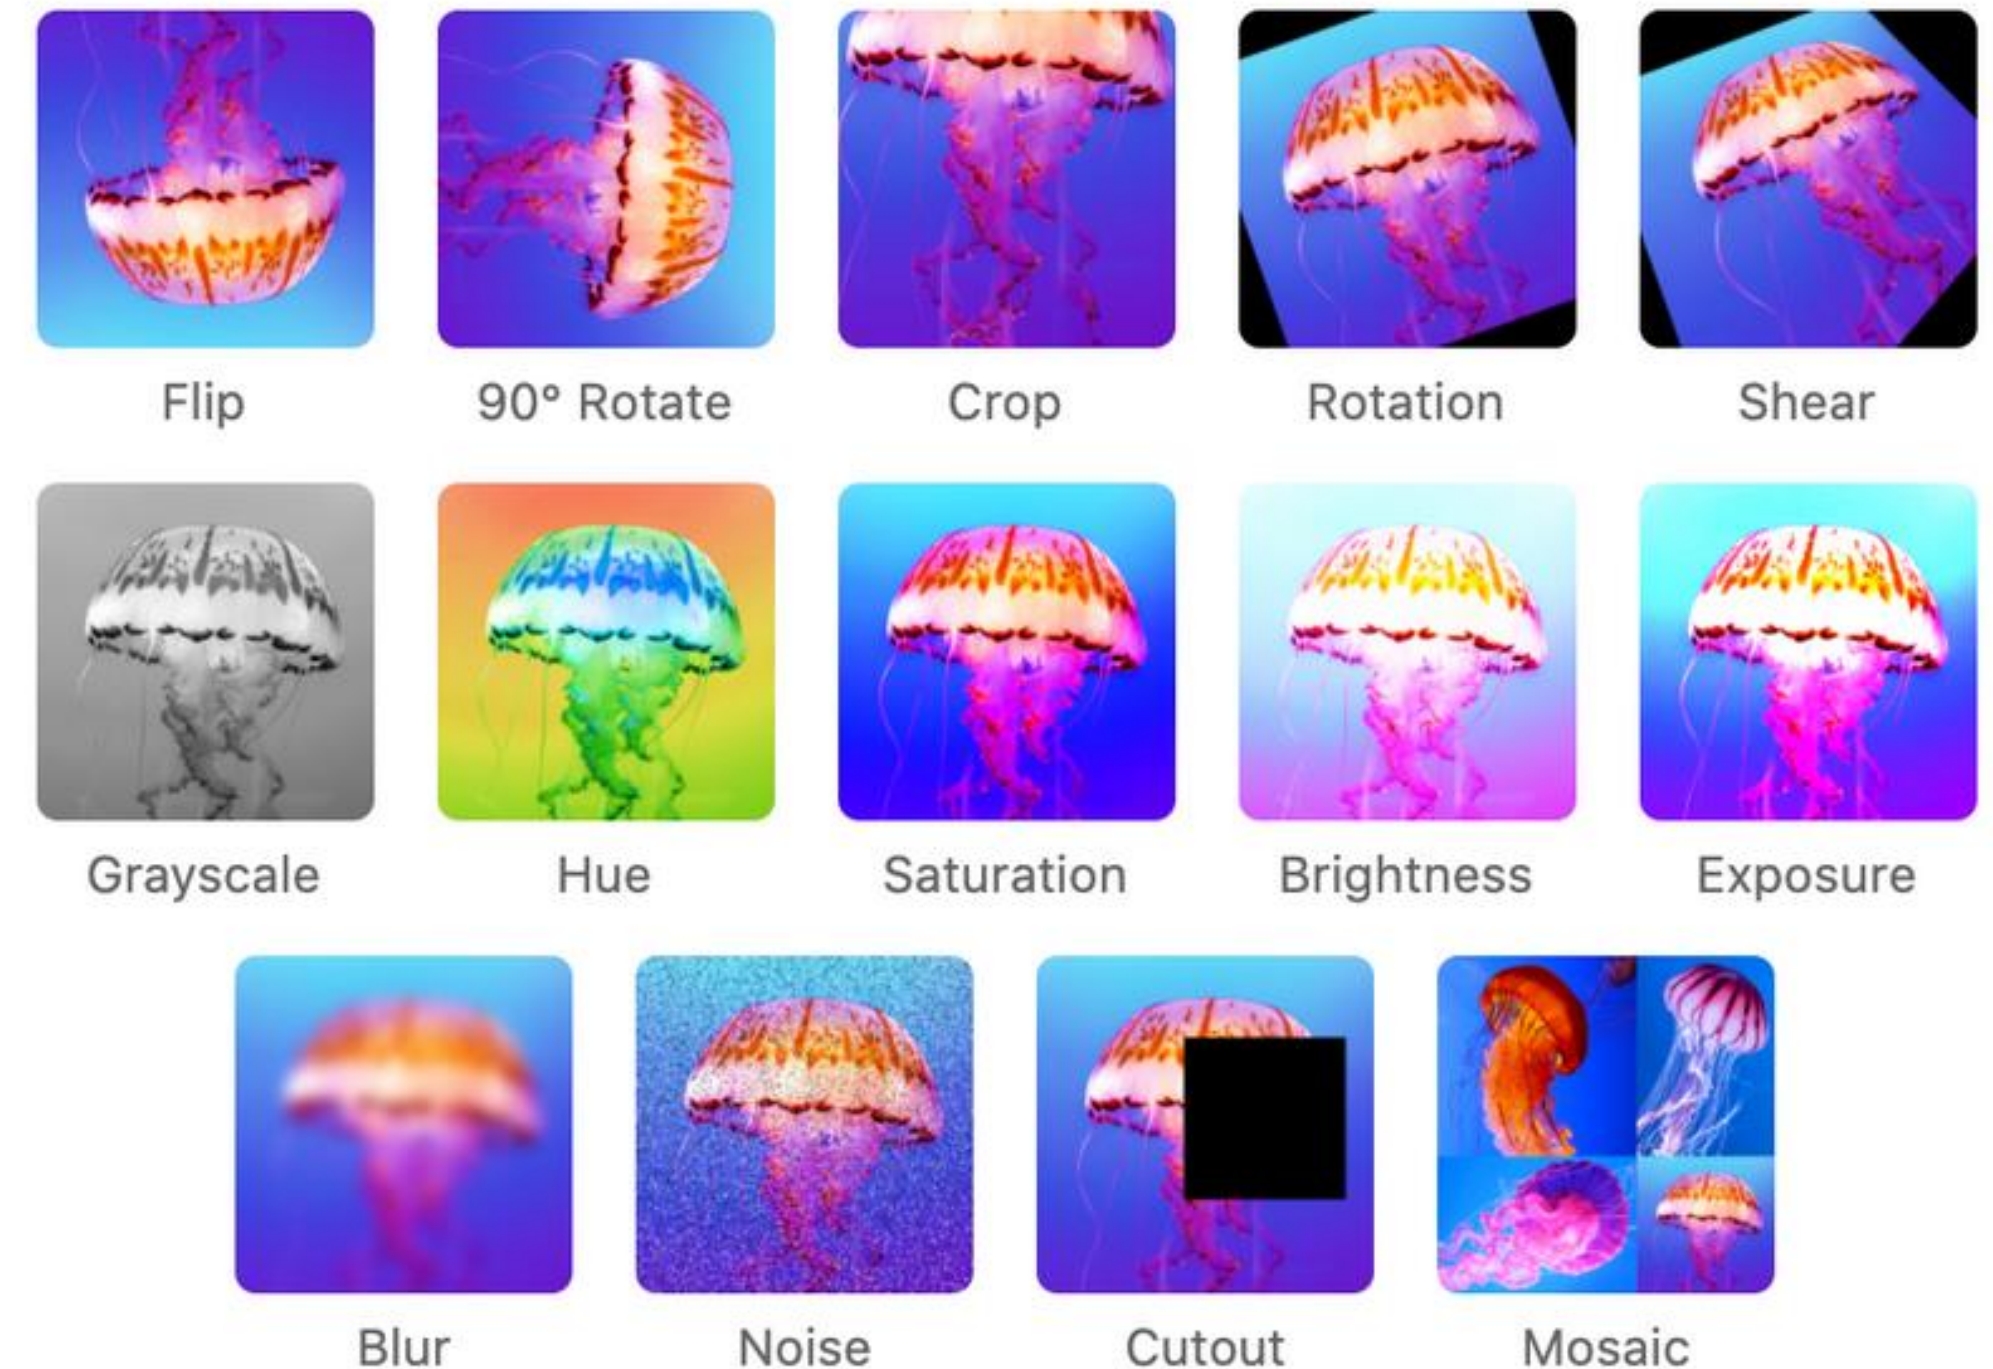 Flip
90° Rotate
Crop
Rotation
Shear
Grayscale
Hue
Saturation
Brightness
Exposure
Blur
Noise
Cutout
Mosaic